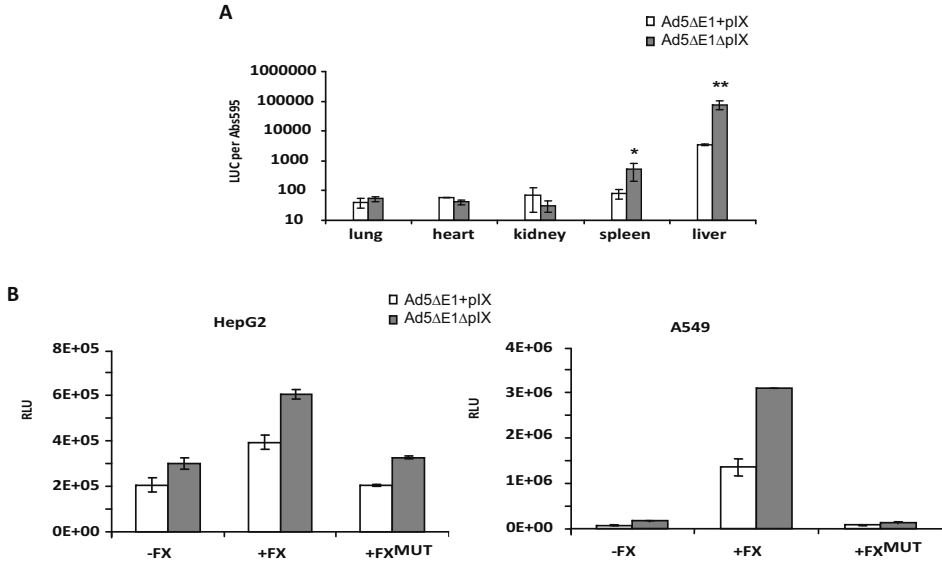 A
Ad5ΔE1+pIX
Ad5ΔE1ΔpIX
LUC per Abs595
1000000
100000
10000
1000
100
10
*
**
lung heart kidney spleen liver
B
Ad5ΔE1+pIX
Ad5ΔE1ΔpIX
HepG2
RLU
8E+05
6E+05
4E+05
2E+05
0E+00
-FX +FX +FXMUT
A549
RLU
4E+06
3E+06
2E+06
1E+06
0E+00
-FX +FX +FXMUT